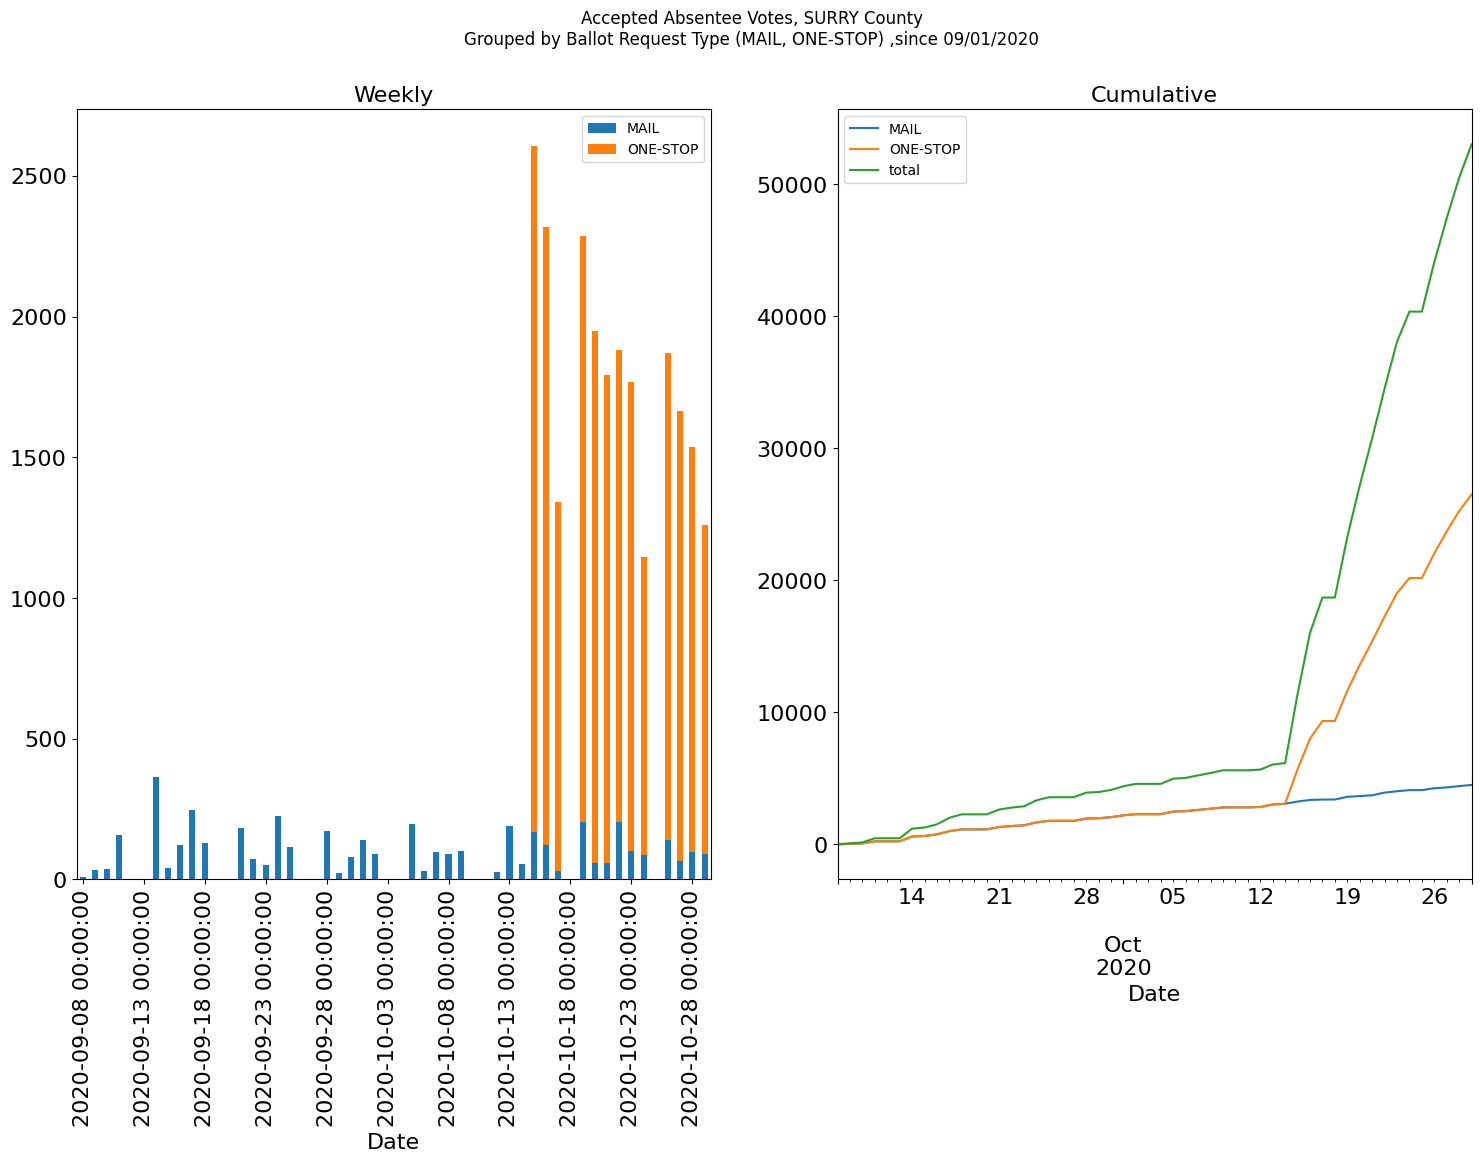 Accepted Absentee Votes, SURRY County
Grouped by Ballot Request Type (MAIL, ONE-STOP) ,since 09/01/2020
Weekly
MAIL
ONE-STOP
2500
2000
1500
1000
500
0
2020-09-08 00:00:00
2020-09-13 00:00:00
2020-09-18 00:00:00
2020-09-23 00:00:00
2020-09-28 00:00:00
2020-10-03 00:00:00
2020-10-08 00:00:00
2020-10-13 00:00:00
2020-10-18 00:00:00
2020-10-23 00:00:00
2020-10-28 00:00:00
Date
Cumulative
MAIL
ONE-STOP
total
50000
40000
30000
20000
10000
0
14 21 28 05 12 19 26
Oct
2020
Date